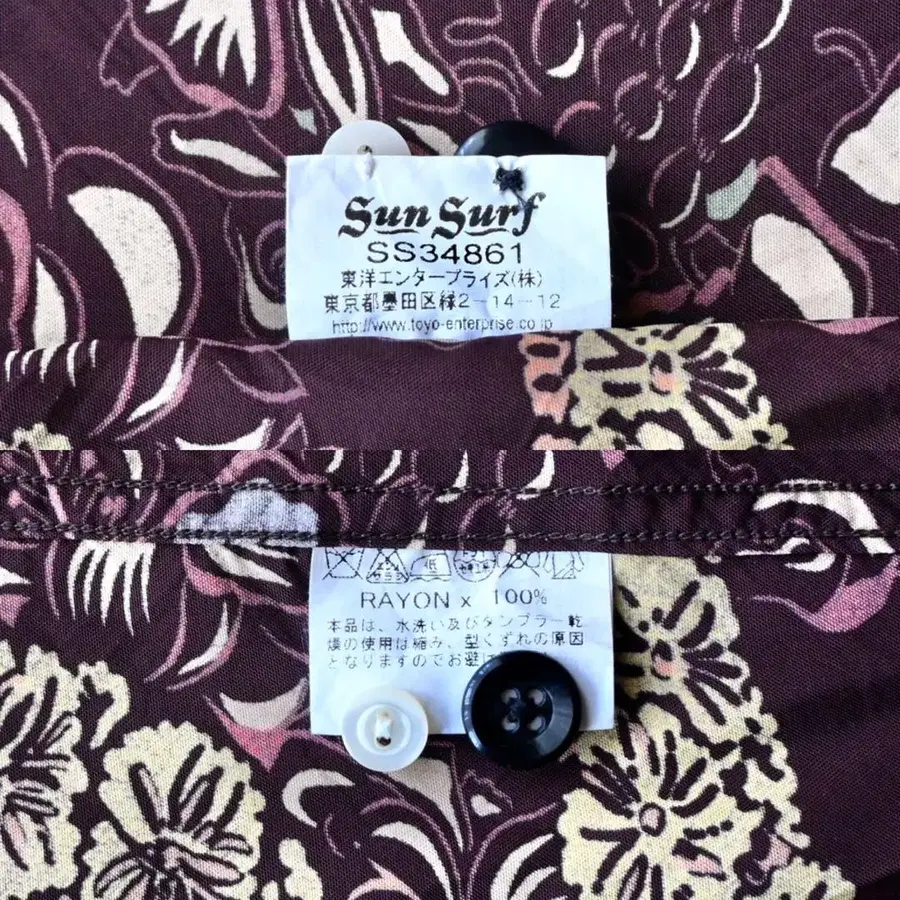 Sun Surf
SS34861
東洋エンタープライズ(株)
東京都墨田区緑2-14-12
http://www.toyo-enterprise.co.jp
RAYON x 100%
本品は、水洗い及びタンブラー乾
燥の使用は縮み、型くずれの原因
となりますのでお避け